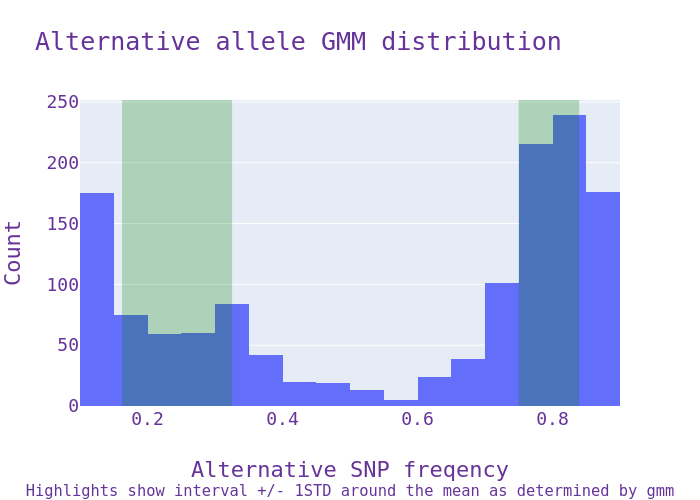 Alternative allele GMM distribution
250
200
150
100
50
0
Count
0.2 0.4 0.6 0.8
Alternative SNP freqency
Highlights show interval +/- 1STD around the mean as determined by gmm